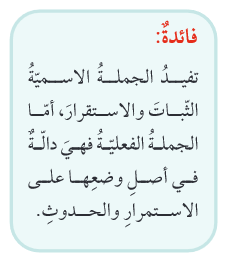 فائدةٌ:
تفيدُ الجملةُ الاسميّةُ
الثّباتَ والاستقرارَ، أمّا
الجملةُ الفعليّةُ فهيَ دالّةٌ
في أصلِ وضعِها على
الاستمرارِ والحدوثِ.